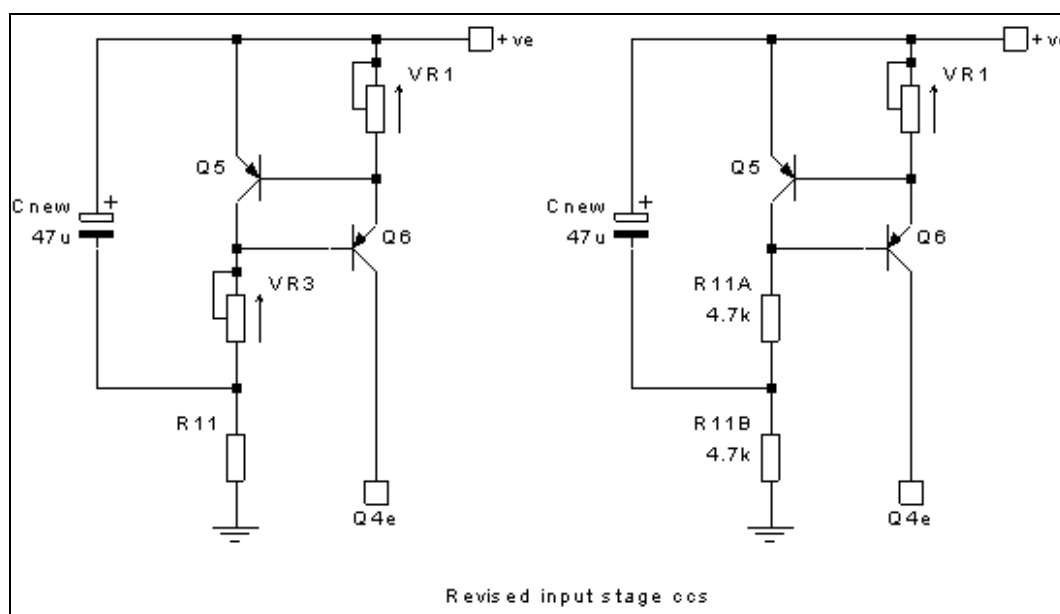 +ve
VR1
Q5
Cnew
+
47u
Q6
VR3
R11
Q4e
+ve
VR1
Q5
Cnew
+
47u
Q6
R11A
4.7k
R11B
4.7k
Q4e
Revised input stage ccs